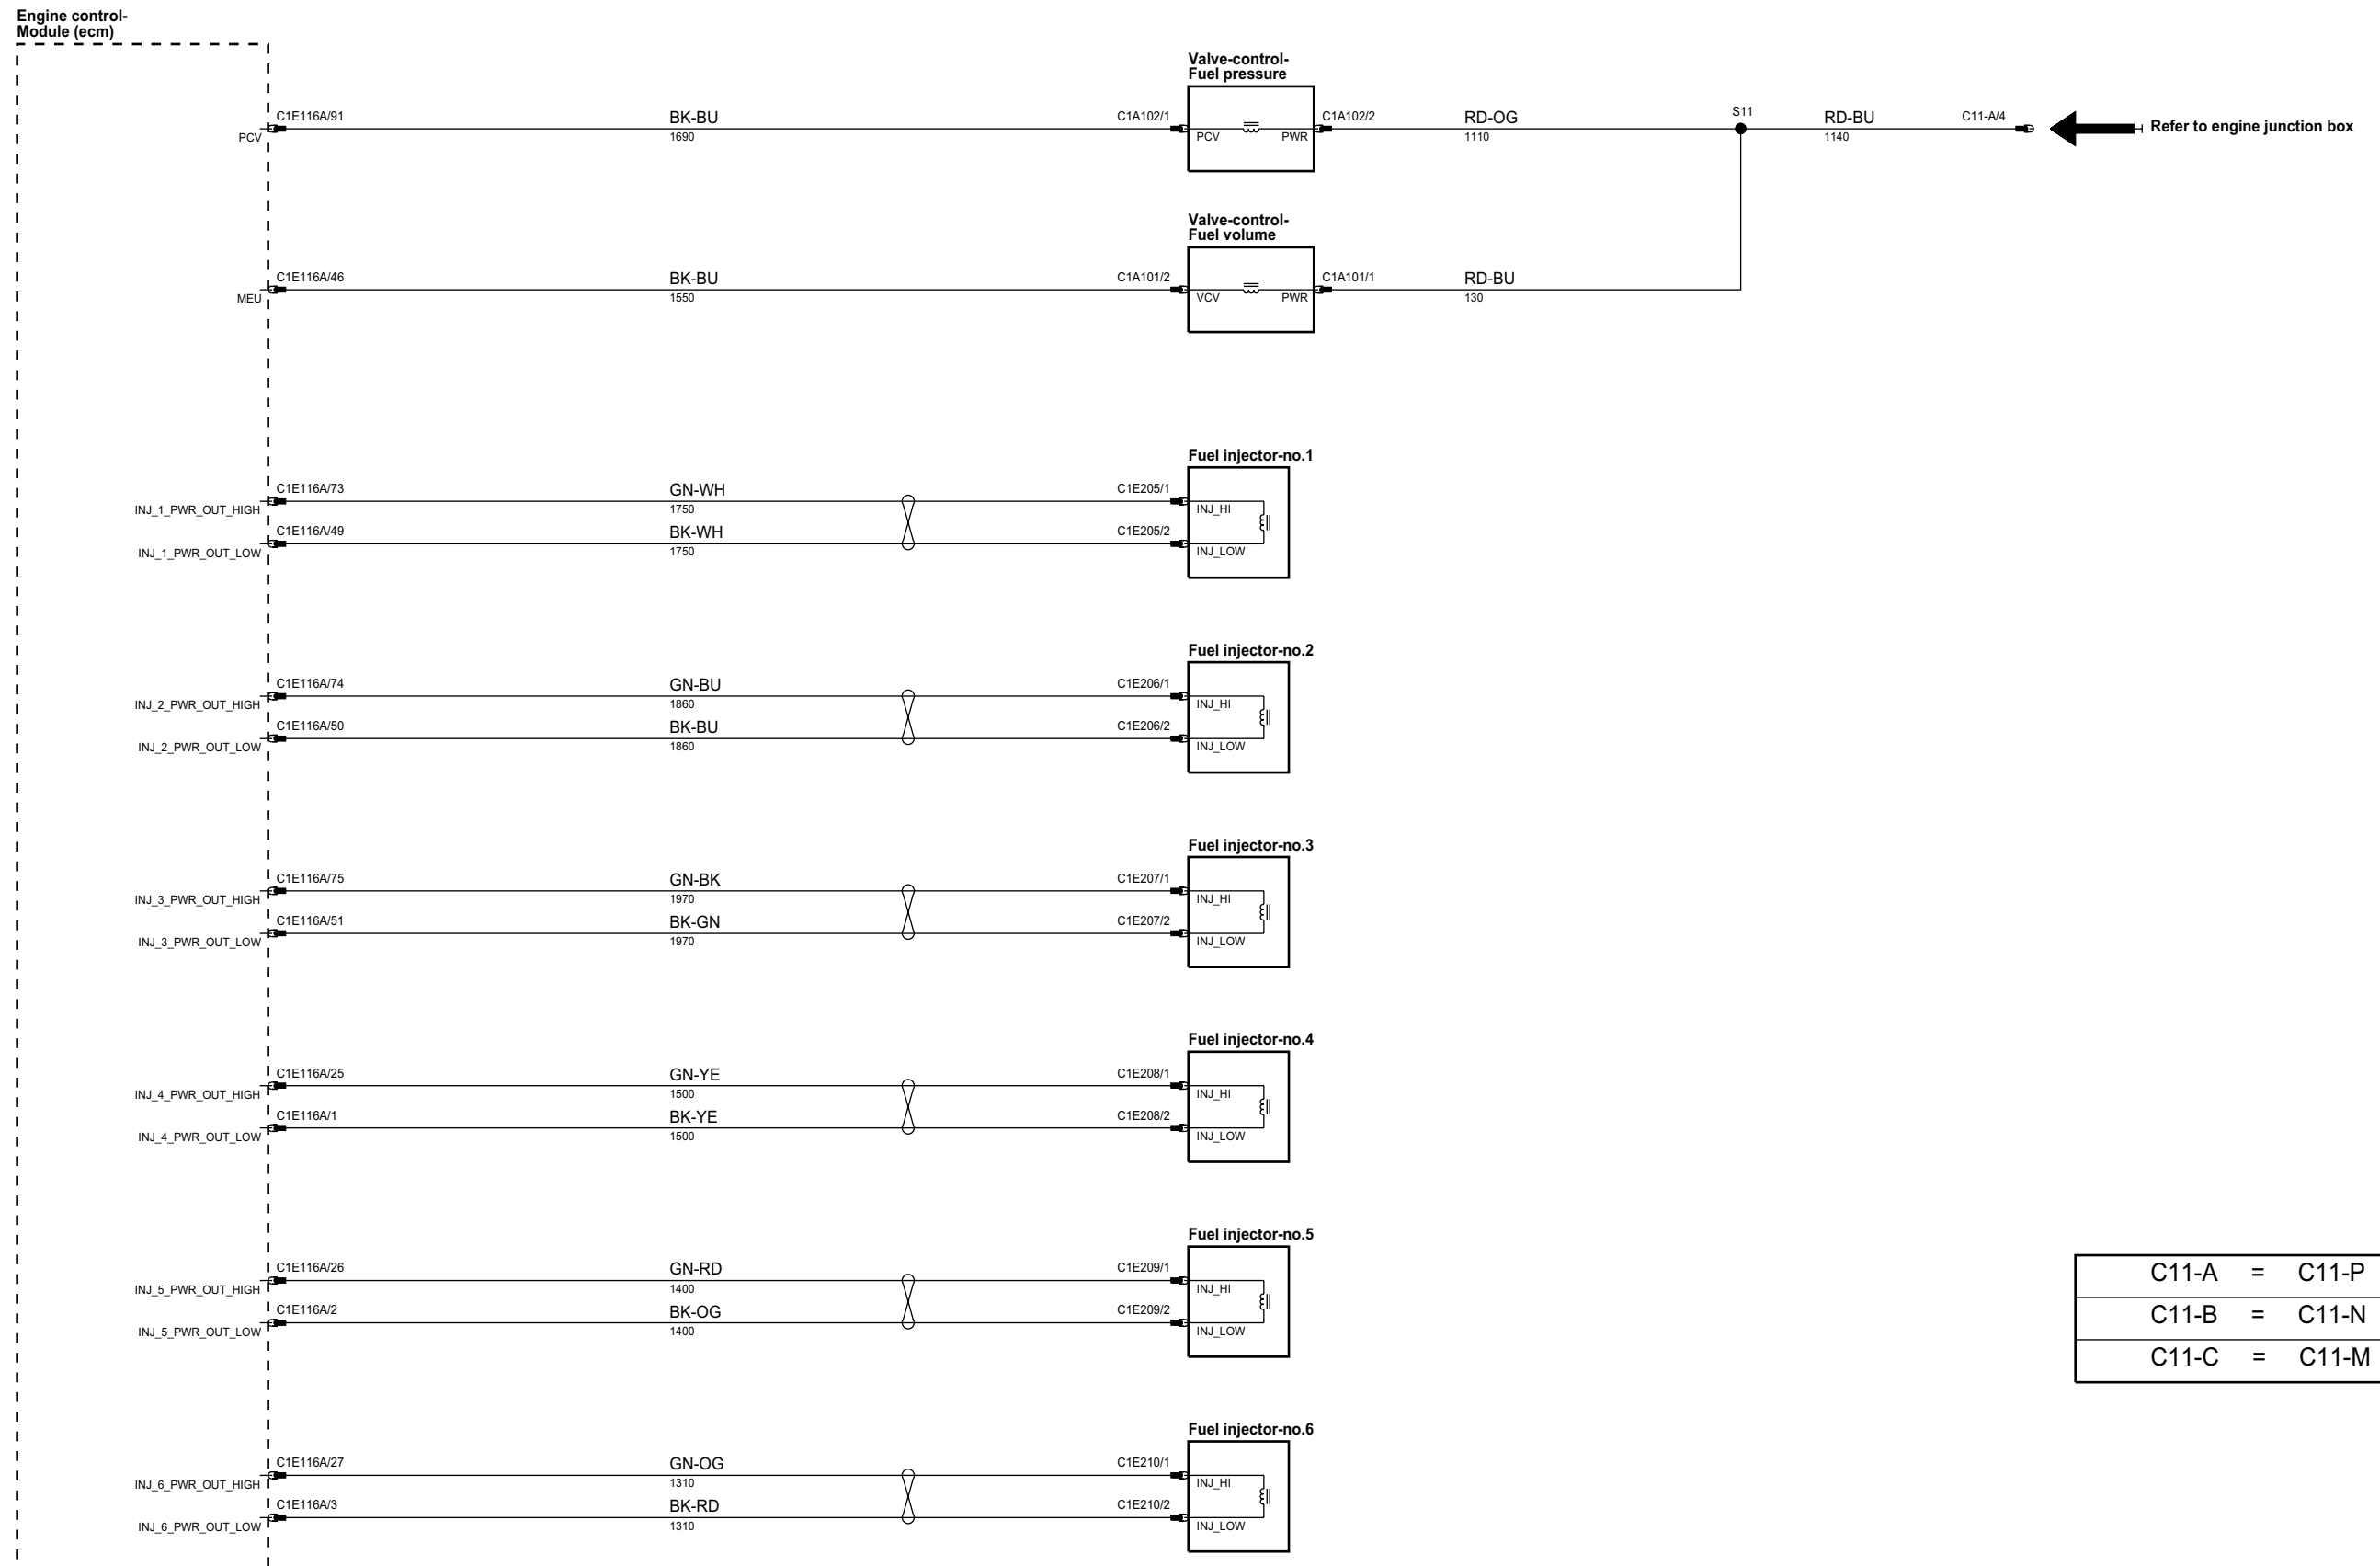 Engine control-
Module (ecm)
Valve-control-
Fuel pressure
C1E116A/91 BK-BU C1A102/1 C1A102/2 RD-OG S11 RD-BU C11-A/4 Refer to engine junction box
PCV 1690 PCV PWR 1110 1140
Valve-control-
Fuel volume
C1E116A/46 BK-BU C1A101/2 C1A101/1 RD-BU
MEU 1550 VCV PWR 130
Fuel injector-no.1
C1E116A/73 GN-WH C1E205/1
INJ_1_PWR_OUT_HIGH 1750 INJ_HI
C1E116A/49 BK-WH C1E205/2
INJ_1_PWR_OUT_LOW 1750 INJ_LOW
Fuel injector-no.2
C1E116A/74 GN-BU C1E206/1
INJ_2_PWR_OUT_HIGH 1860 INJ_HI
C1E116A/50 BK-BU C1E206/2
INJ_2_PWR_OUT_LOW 1860 INJ_LOW
Fuel injector-no.3
C1E116A/75 GN-BK C1E207/1
INJ_3_PWR_OUT_HIGH 1970 INJ_HI
C1E116A/51 BK-GN C1E207/2
INJ_3_PWR_OUT_LOW 1970 INJ_LOW
Fuel injector-no.4
C1E116A/25 GN-YE C1E208/1
INJ_4_PWR_OUT_HIGH 1500 INJ_HI
C1E116A/1 BK-YE C1E208/2
INJ_4_PWR_OUT_LOW 1500 INJ_LOW
Fuel injector-no.5
C1E116A/26 GN-RD C1E209/1
INJ_5_PWR_OUT_HIGH 1400 INJ_HI
C1E116A/2 BK-OG C1E209/2
INJ_5_PWR_OUT_LOW 1400 INJ_LOW
C11-A = C11-P
C11-B = C11-N
C11-C = C11-M
Fuel injector-no.6
C1E116A/27 GN-OG C1E210/1
INJ_6_PWR_OUT_HIGH 1310 INJ_HI
C1E116A/3 BK-RD C1E210/2
INJ_6_PWR_OUT_LOW 1310 INJ_LOW